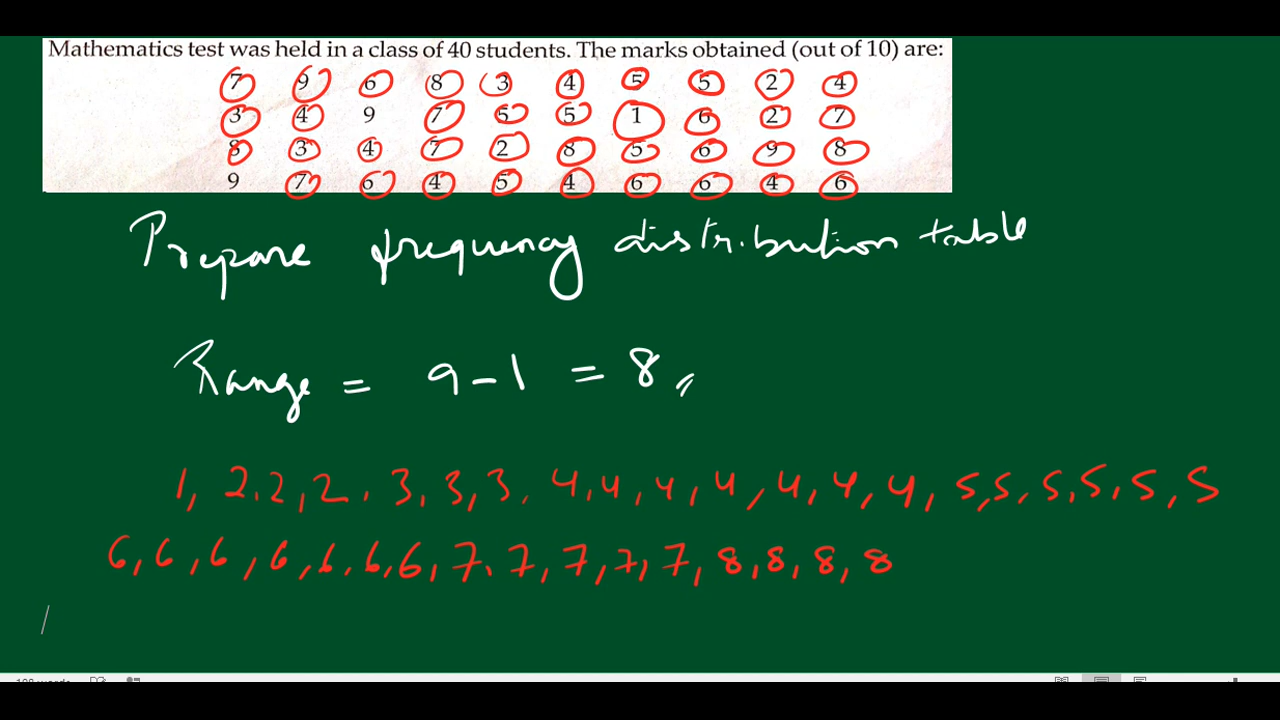 Mathematics test was held in a class of 40 students. The marks obtained (out of 10) are:
7 9 6 8 3 4 5 5 2 4
3 4 9 7 5 5 1 6 2 7
8 3 4 7 2 8 5 6 9 8
9 7 6 4 5 4 6 6 4 6
Prepare frequency distribution table
Range = 9 - 1 = 8
1, 2, 2, 2, 3, 3, 3, 4, 4, 4, 4, 4, 4, 4, 5, 5, 5, 5, 5, 5
6, 6, 6, 6, 6, 6, 6, 7, 7, 7, 7, 7, 8, 8, 8, 8